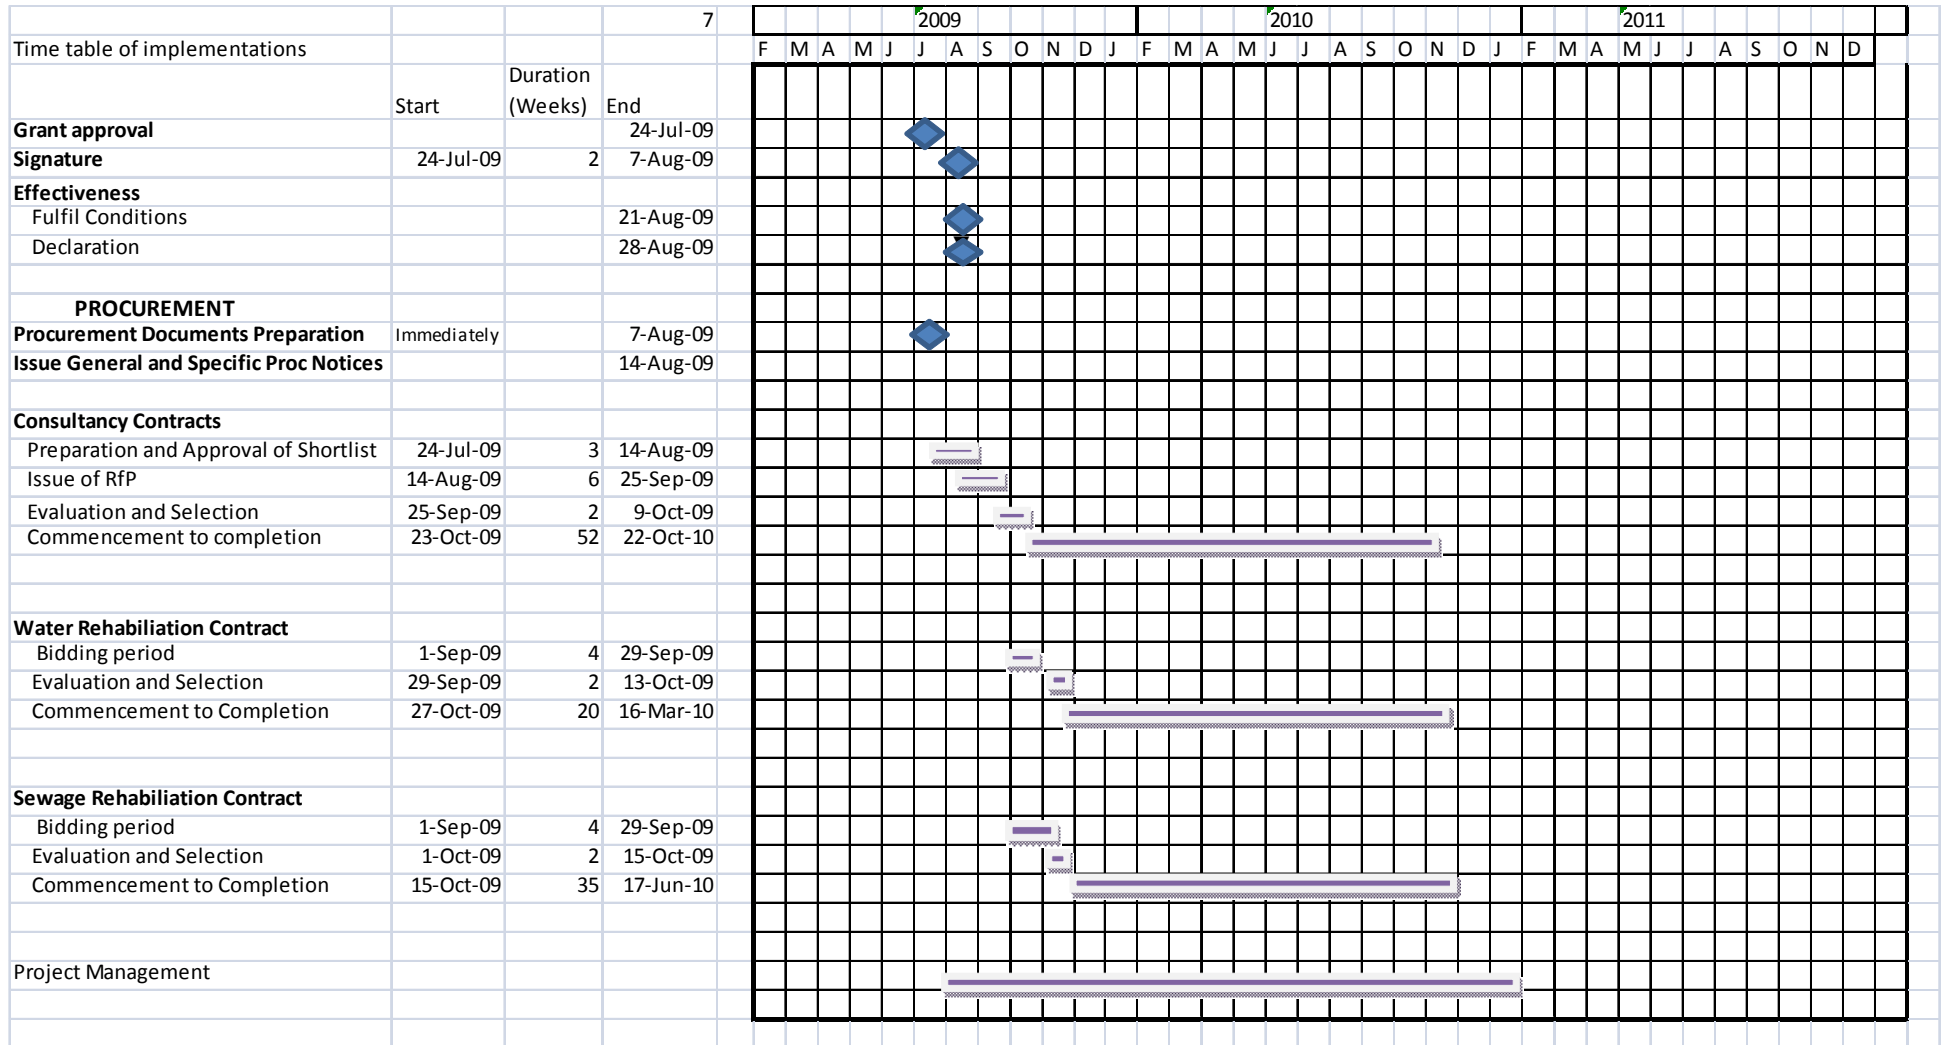 7 2009 2010 2011
Time table of implementations F M A M J J A S O N D J F M A M J J A S O N D J F M A M J J A S O N D
Duration
Start (Weeks) End
Grant approval 24-Jul-09
Signature 24-Jul-09 2 7-Aug-09
Effectiveness
Fulfil Conditions 21-Aug-09
Declaration 28-Aug-09
PROCUREMENT
Procurement Documents Preparation Immediately 7-Aug-09
Issue General and Specific Proc Notices 14-Aug-09
Consultancy Contracts
Preparation and Approval of Shortlist 24-Jul-09 3 14-Aug-09
Issue of RfP 14-Aug-09 6 25-Sep-09
Evaluation and Selection 25-Sep-09 2 9-Oct-09
Commencement to completion 23-Oct-09 52 22-Oct-10
Water Rehabiliation Contract
Bidding period 1-Sep-09 4 29-Sep-09
Evaluation and Selection 29-Sep-09 2 13-Oct-09
Commencement to Completion 27-Oct-09 20 16-Mar-10
Sewage Rehabiliation Contract
Bidding period 1-Sep-09 4 29-Sep-09
Evaluation and Selection 1-Oct-09 2 15-Oct-09
Commencement to Completion 15-Oct-09 35 17-Jun-10
Project Management